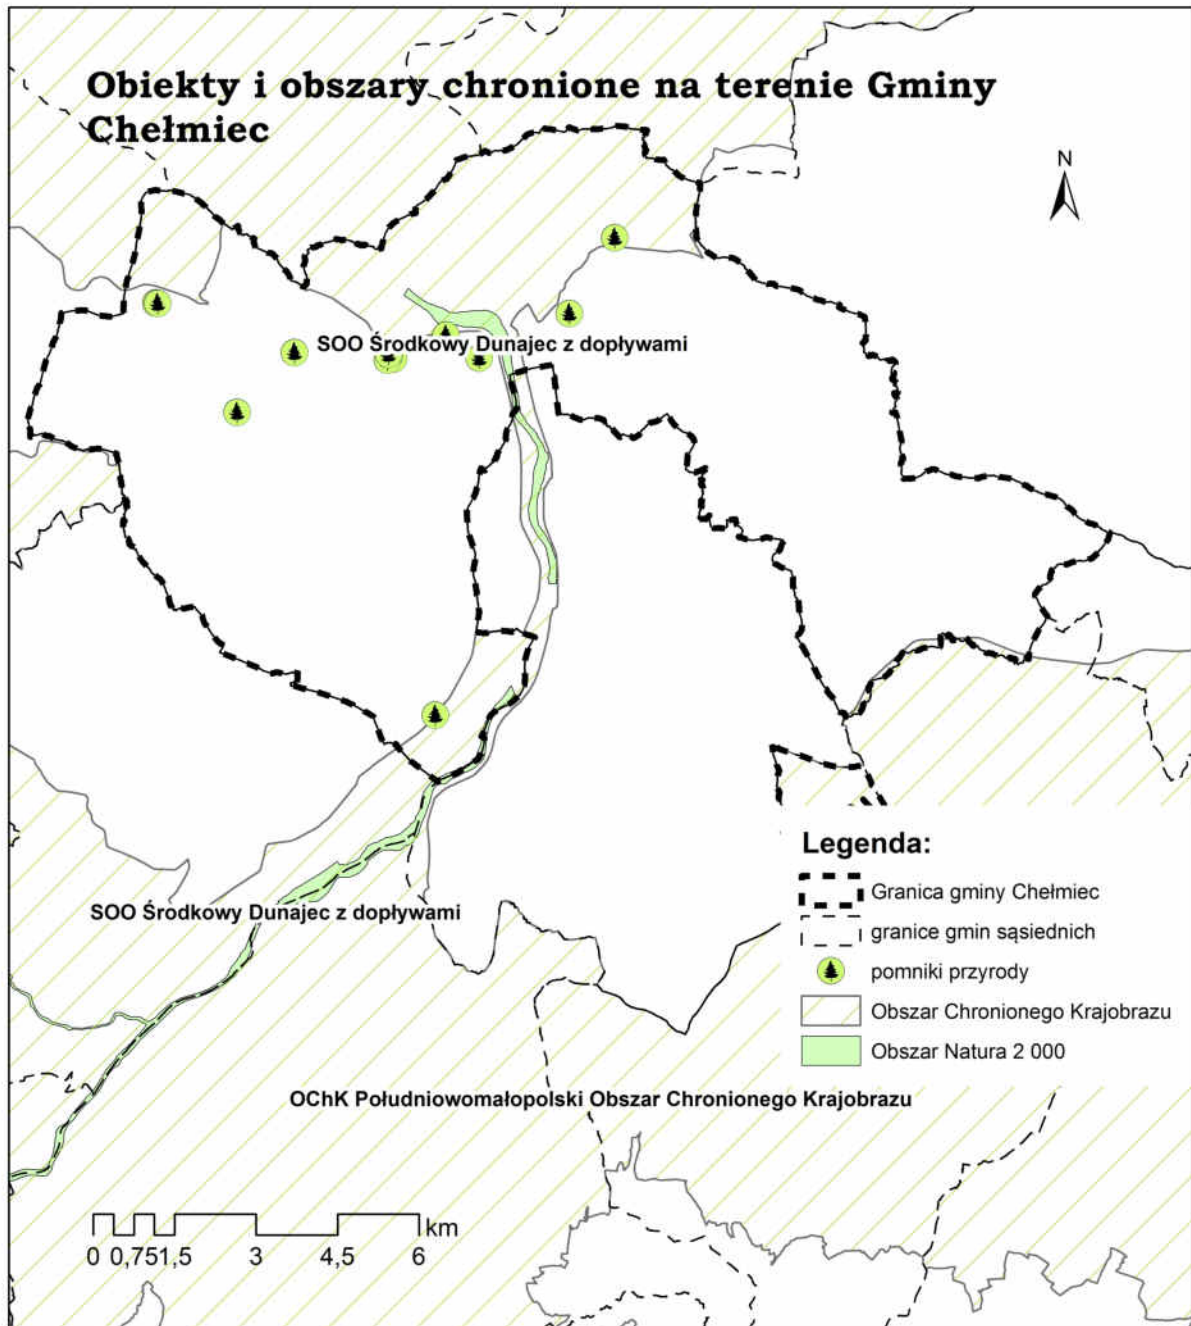 Obiekty i obszary chronione na terenie Gminy
Chełmiec
N
SOO Środkowy Dunajec z dopływami
Legenda:
Granica gminy Chełmiec
granice gmin sąsiednich
pomniki przyrody
Obszar Chronionego Krajobrazu
Obszar Natura 2 000
SOO Środkowy Dunajec z dopływami
OChK Południowomałopolski Obszar Chronionego Krajobrazu
km
0 0,751,5 3 4,5 6